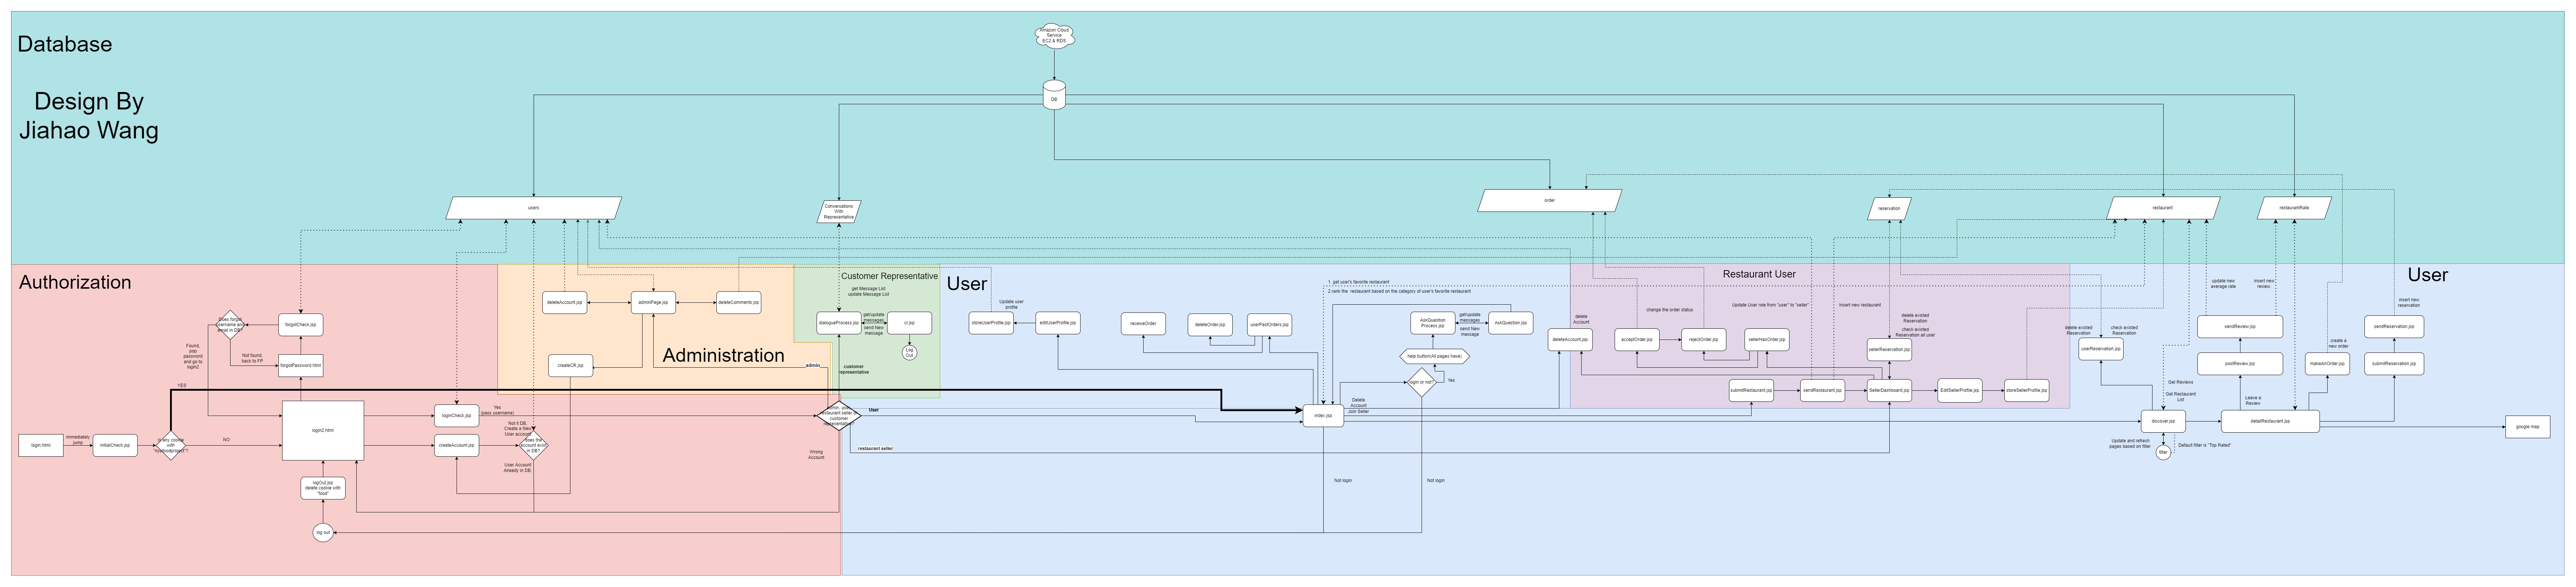 Database
Design By
Jiahao Wang
Amazon Cloud
Service
EC2 & RDS
DB
users
Conversations
With
Representative
order
reservation
restaurant
restaurantRate
Authorization
Does forgot
username and
email in DB?
forgotCheck.jsp
Found,
pop
password
and go to
login2
Not found,
back to FP
forgotPassword.html
YES
login.html
immediately
jump
initialCheck.jsp
is any cookie
with
NO
login2.html
loginCheck.jsp
Yes
(pass username)
createAccount.jsp
Not it DB,
Create a New
User account
does the
account exist
in DB?
User Account
Already in DB.
logOut.jsp
delete cookie with
"food"
log out
Administration
deleteAccount.jsp
adminPage.jsp
deleteComments.jsp
createCR.jsp
admin
Admin, user,
restaurant seller or
customer
representative?
Wrong
Account
Customer Representative
get Message List
update Message List
dialogueProcess.jsp
get/update
messages
send New
message
cr.jsp
Log
Out
customer
representative
User
restaurant seller
User
Update user
profile
storeUserProfile.jsp
editUserProfile.jsp
receiveOrder
deleteOrder.jsp
userPastOrders.jsp
1. get user's favorite restaurant
2.rank the restaurant based on the category of user's favorite restaurant
AskQuestion
Process.jsp
get/update
messages
send New
message
AskQuestion.jsp
help button(All pages have)
login or not?
Yes
index.jsp
Delete
Account
Join Seller
Not login
Not login
Restaurant User
delete
Account
deleteAccount.jsp
change the order status
acceptOrder.jsp
rejectOrder.jsp
Update User role from "user" to "seller"
sellerHasOrder.jsp
Insert new restaurant
delete existed
Reservation
check existed
Reservation all user
sellerReservation.jsp
submitRestaurant.jsp
sendRestaurant.jsp
SellerDashboard.jsp
EditSellerProfile.jsp
storeSellerProfile.jsp
User
delete existed
Reservation
check existed
Reservation
userReservation.jsp
update new
average rate
insert new
review
sendReview.jsp
postReview.jsp
Get Reviews
Get Restaurant
List
Leave a
Review
create a
new order
makeAnOrder.jsp
insert new
reservation
sendReservation.jsp
submitReservation.jsp
discover.jsp
detailRestaurant.jsp
google map
Update and refresh
pages based on filter
filter
Default filter is "Top Rated"